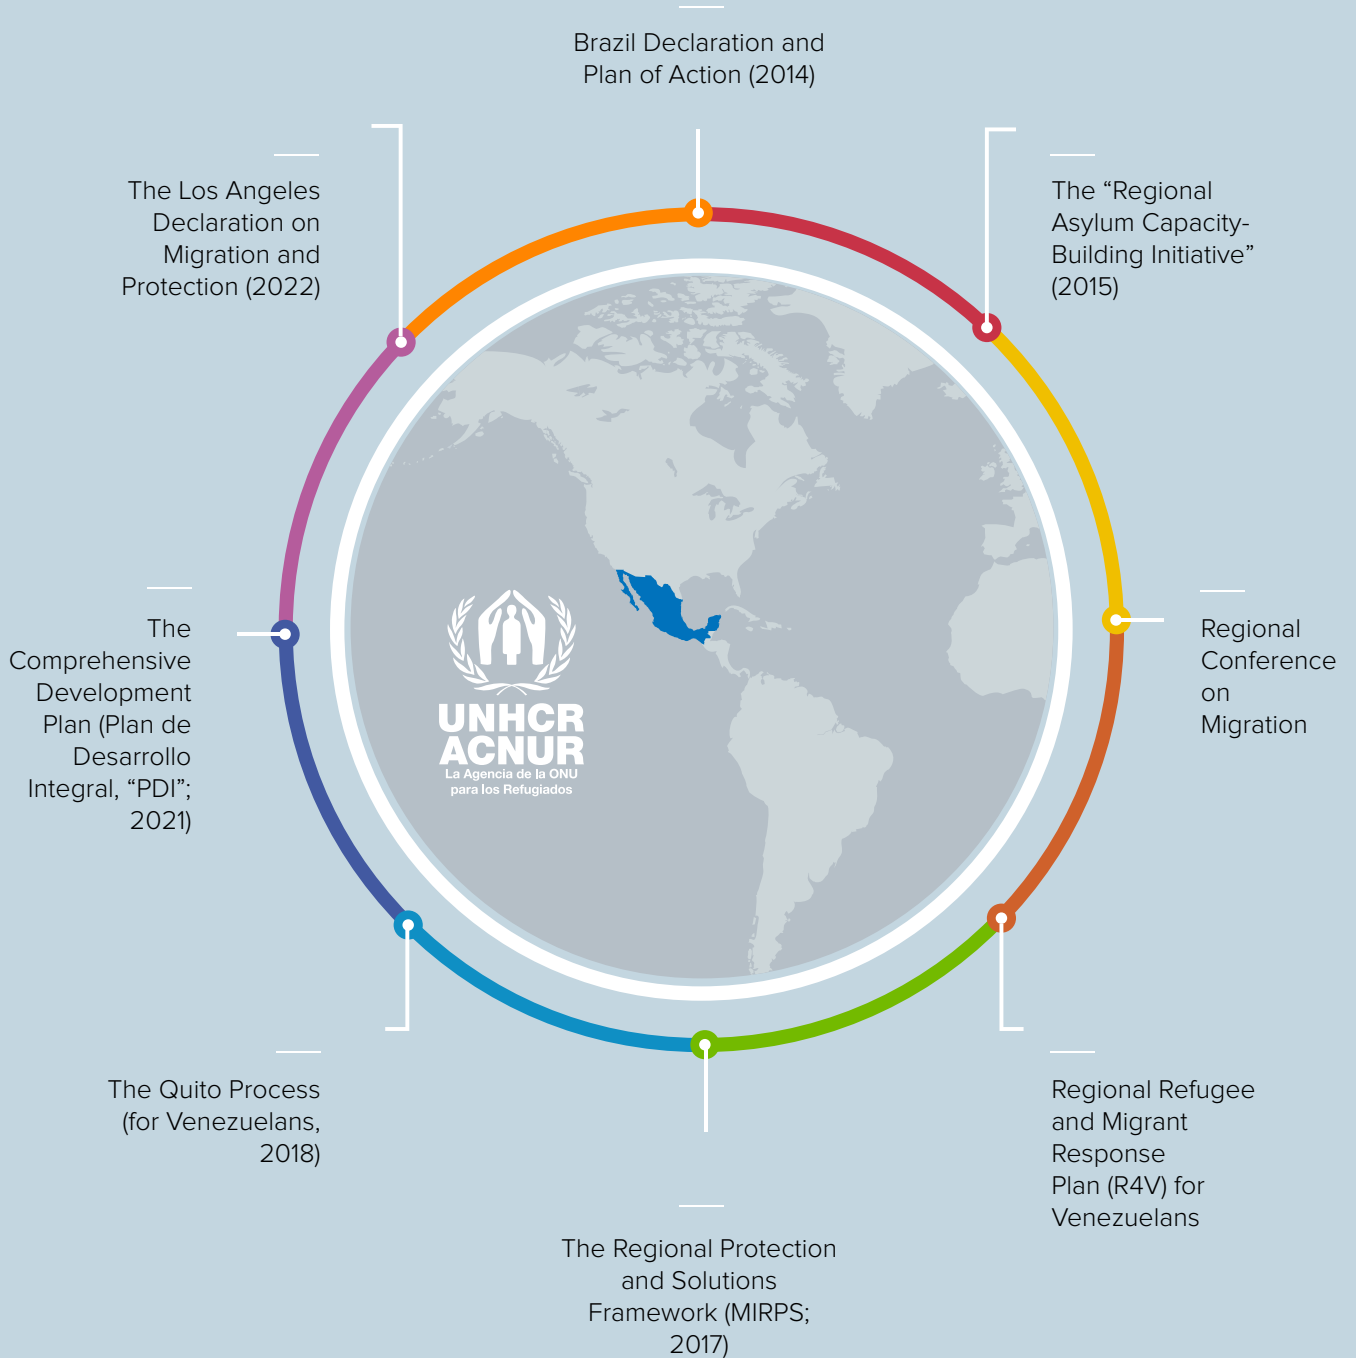 Brazil Declaration and
Plan of Action (2014)
The “Regional
Asylum Capacity-
Building Initiative”
(2015)
Regional
Conference
on
Migration
Regional Refugee
and Migrant
Response
Plan (R4V) for
Venezuelans
The Regional Protection
and Solutions
Framework (MIRPS;
2017)
The Quito Process
(for Venezuelans,
2018)
The
Comprehensive
Development
Plan (Plan de
Desarrollo
Integral, “PDI”;
2021)
The Los Angeles
Declaration on
Migration and
Protection (2022)
UNHCR
ACNUR
La Agencia de la ONU
para los Refugiados